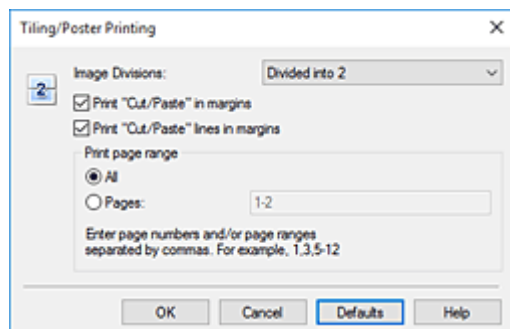 Tiling/Poster Printing
Image Divisions: Divided into 2
2
Print "Cut/Paste" in margins
Print "Cut/Paste" lines in margins
Print page range
All
Pages: 1-2
Enter page numbers and/or page ranges
separated by commas. For example, 1,3,5-12
OK Cancel Defaults Help